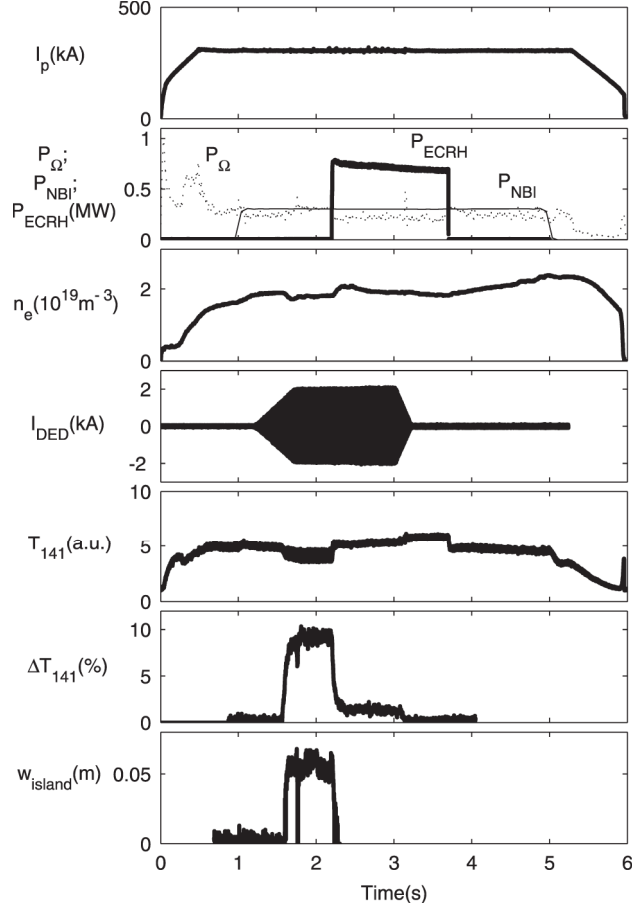 500
I_p(kA)
0
1
P_Ω;
P_Ω
P_ECRH
P_NBI;
0.5
P_NBI
P_ECRH(MW)
0
n_e(10^19 m^-3)
2
0
2
I_DED(kA)
0
-2
10
T_141(a.u.)
5
0
10
ΔT_141(%)
5
0
w_island(m)
0.05
0
0 1 2 3 4 5 6
Time(s)